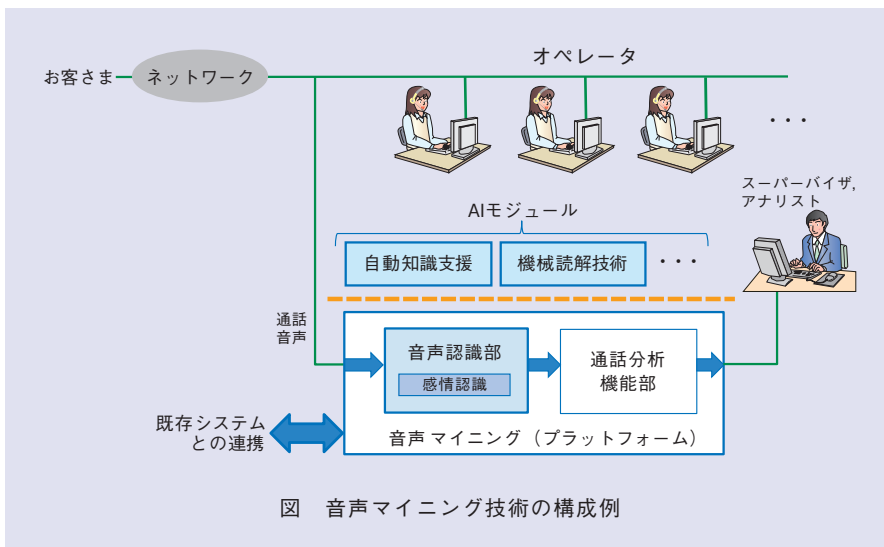 オペレータ
お客さま
ネットワーク
・・・
スーパーバイザ,
アナリスト
AIモジュール
自動知識支援
機械読解技術
・・・
通話
音声
音声認識部
感情認識
通話分析
機能部
既存システム
との連携
音声 マイニング（プラットフォーム）
図 音声マイニング技術の構成例